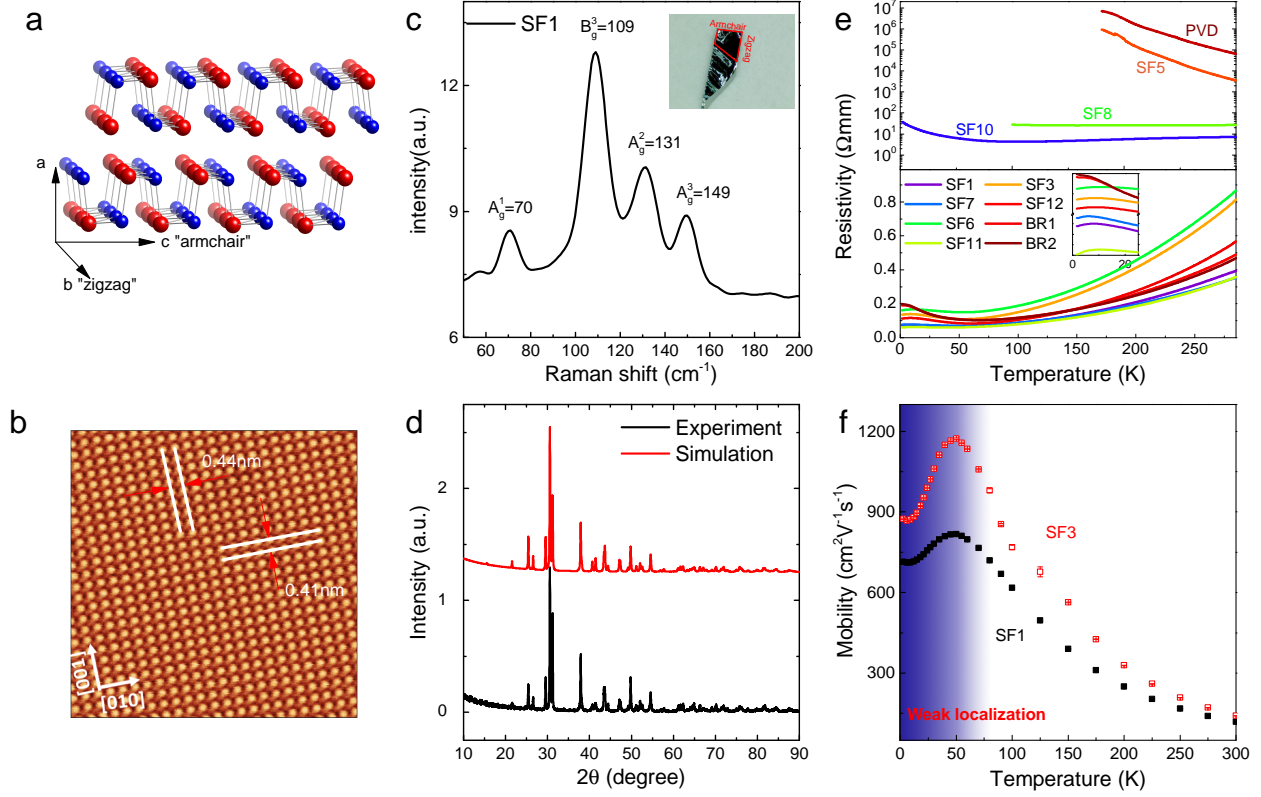 a
a
c "armchair"
b "zigzag"
b
0.44nm
0.41nm
[1̄00]
[010]
c
SF1
B³g=109
A¹g=70
A²g=131
A³g=149
Armchair
Zigzag
intensity(a.u.)
13
12
9
6
60 80 100 120 140 160 180 200
Raman shift (cm⁻¹)
d
Experiment
Simulation
Intensity (a.u.)
2
1
0
10 20 30 40 50 60 70 80 90
2θ (degree)
e
PVD
SF5
SF8
SF10
10⁷
10⁶
10⁵
10⁴
10³
10²
10¹
10⁰
Resistivity (Ωmm)
SF1 SF3
SF7 SF12
SF6 BR1
SF11 BR2
0 20
0.8
0.6
0.4
0.2
0.0
0 50 100 150 200 250
Temperature (K)
f
Mobility (cm²V⁻¹s⁻¹)
1200
900
600
300
SF3
SF1
Weak localization
0 50 100 150 200 250 300
Temperature (K)